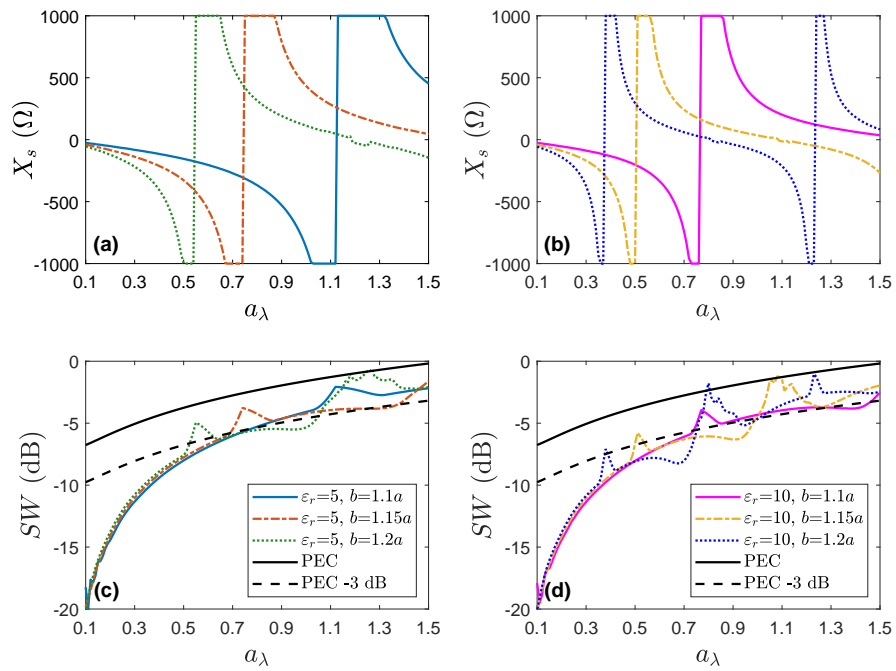 1000
500
0
-500
-1000
X_s (Ω)
(a)
0.1 0.4 0.7 0.9 1.1 1.3 1.5
a_λ
1000
500
0
-500
-1000
X_s (Ω)
(b)
0.1 0.3 0.5 0.7 0.9 1.1 1.3 1.5
a_λ
0
-5
-10
-15
-20
SW (dB)
ε_r=5, b=1.1a
ε_r=5, b=1.15a
ε_r=5, b=1.2a
PEC
PEC -3 dB
(c)
0.1 0.3 0.5 0.7 0.9 1.1 1.3 1.5
a_λ
0
-5
-10
-15
-20
SW (dB)
ε_r=10, b=1.1a
ε_r=10, b=1.15a
ε_r=10, b=1.2a
PEC
PEC -3 dB
(d)
0.1 0.3 0.5 0.7 0.9 1.1 1.3 1.5
a_λ